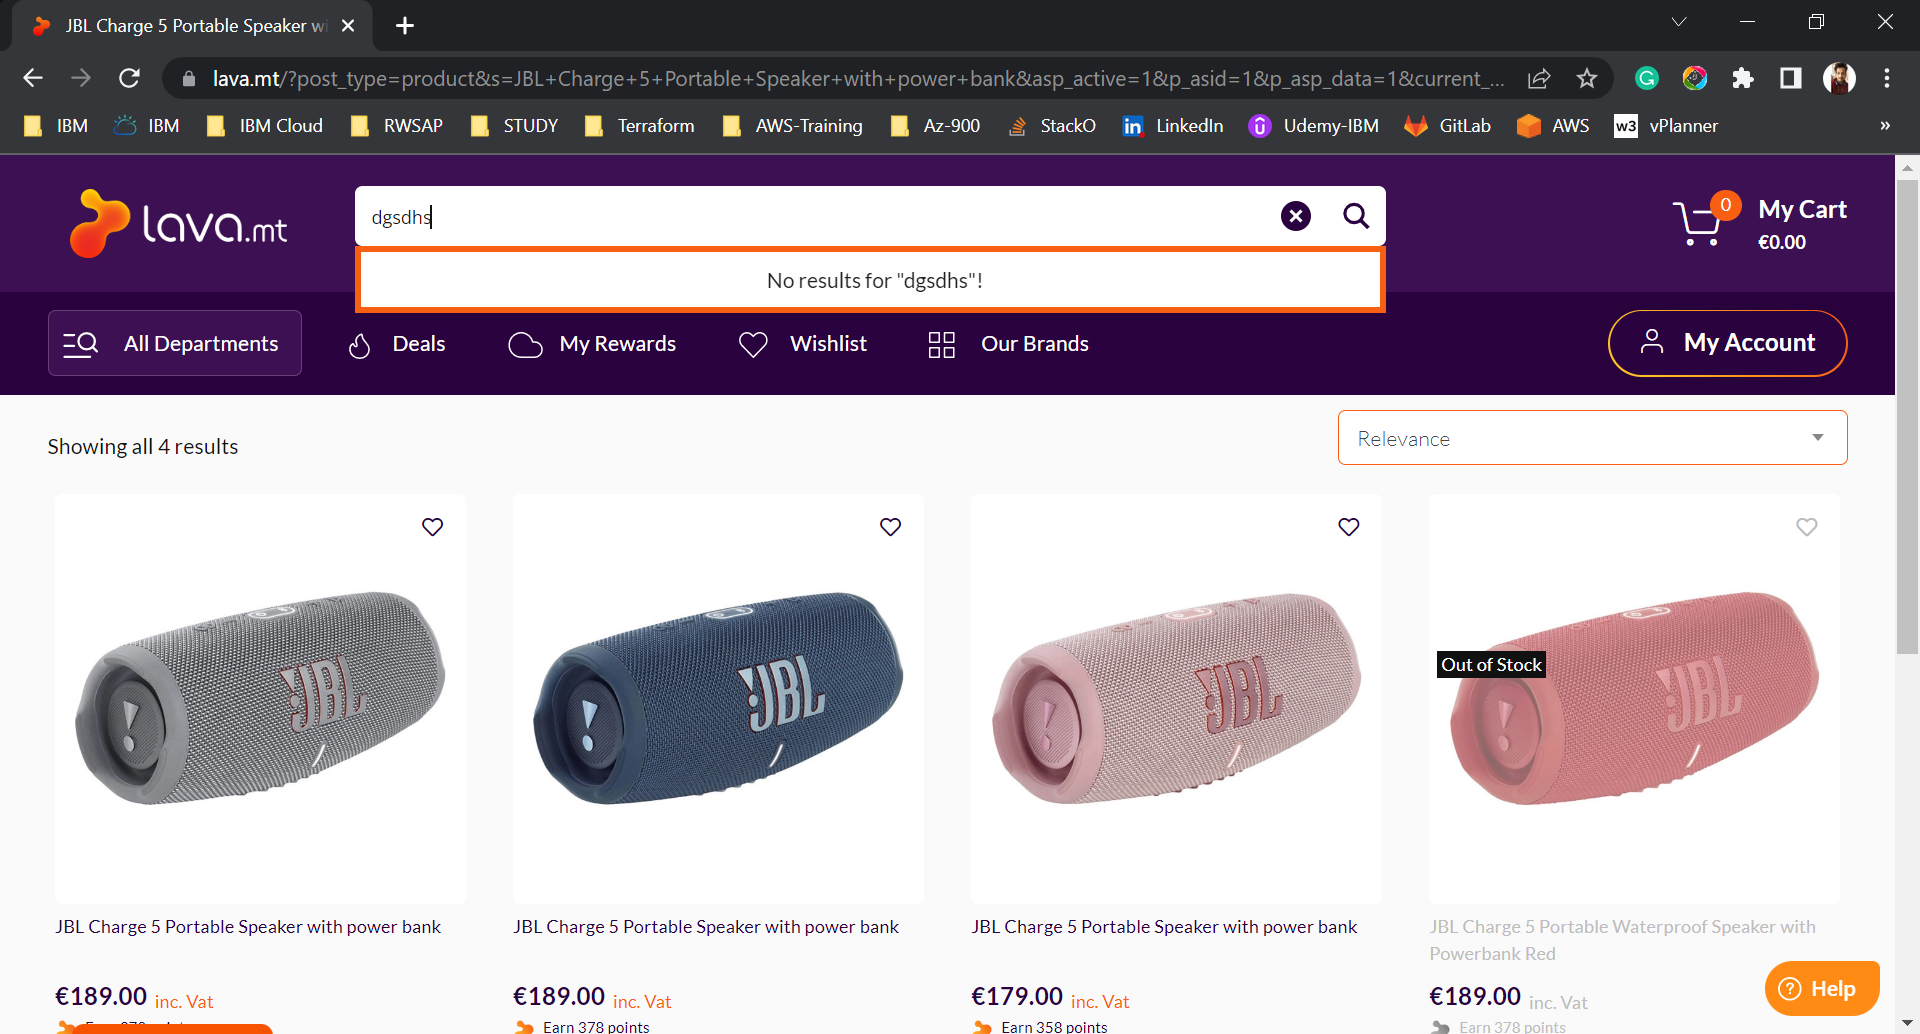 JBL Charge 5 Portable Speaker wi
lava.mt/?post_type=product&s=JBL+Charge+5+Portable+Speaker+with+power+bank&asp_active=1&p_asid=1&p_asp_data=1&current_...
IBM IBM IBM Cloud RWSAP STUDY Terraform AWS-Training Az-900 StackO LinkedIn Udemy-IBM GitLab AWS w3 vPlanner »
lava.mt
dgsdhs
0
My Cart
€0.00
No results for "dgsdhs"!
All Departments Deals My Rewards Wishlist Our Brands My Account
Showing all 4 results
Relevance
JBL
JBL
JBL
JBL
Out of Stock
JBL Charge 5 Portable Speaker with power bank
€189.00 inc. Vat
JBL Charge 5 Portable Speaker with power bank
€189.00 inc. Vat
Earn 378 points
JBL Charge 5 Portable Speaker with power bank
€179.00 inc. Vat
Earn 358 points
JBL Charge 5 Portable Waterproof Speaker with
Powerbank Red
€189.00 inc. Vat
Earn 378 points
Help